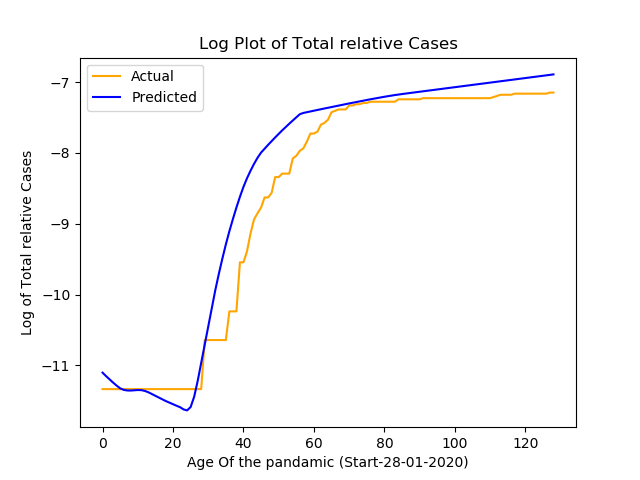 Log Plot of Total relative Cases
Actual
Predicted
−7
−8
−9
−10
−11
Log of Total relative Cases
0 20 40 60 80 100 120
Age Of the pandamic (Start-28-01-2020)